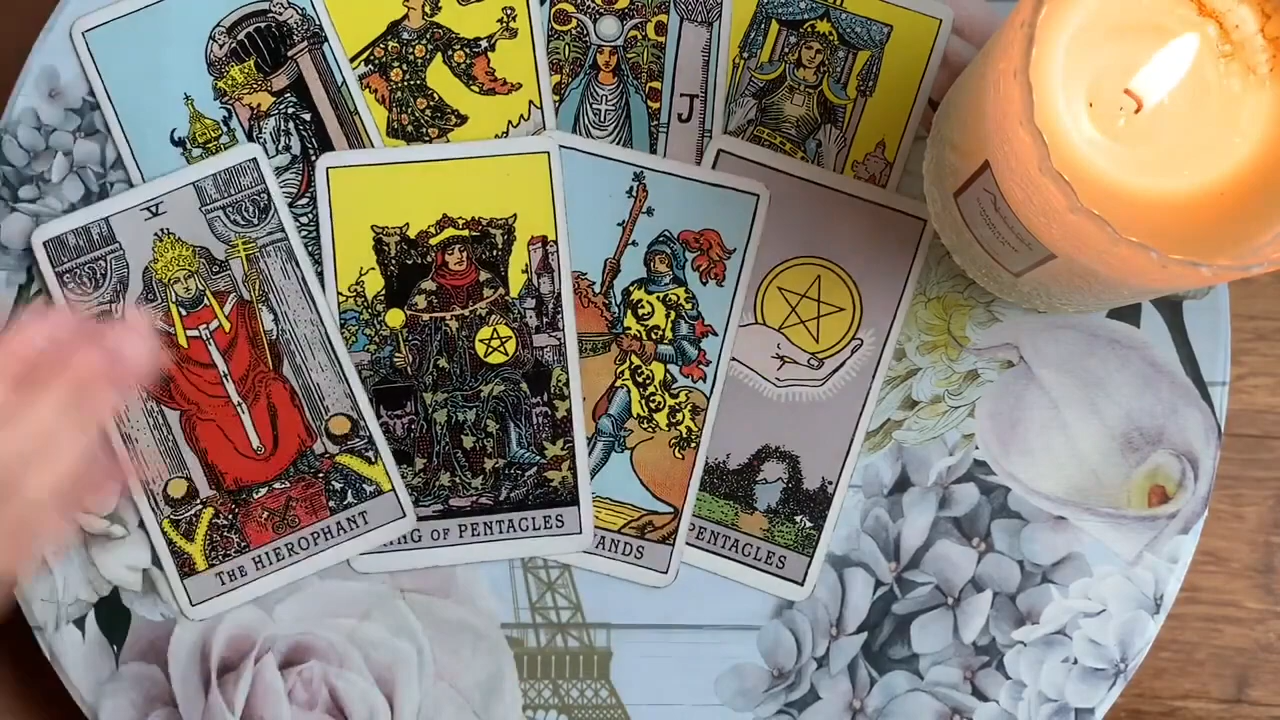 J
V
THE HIEROPHANT
ING OF PENTACLES
ANDS
PENTACLES